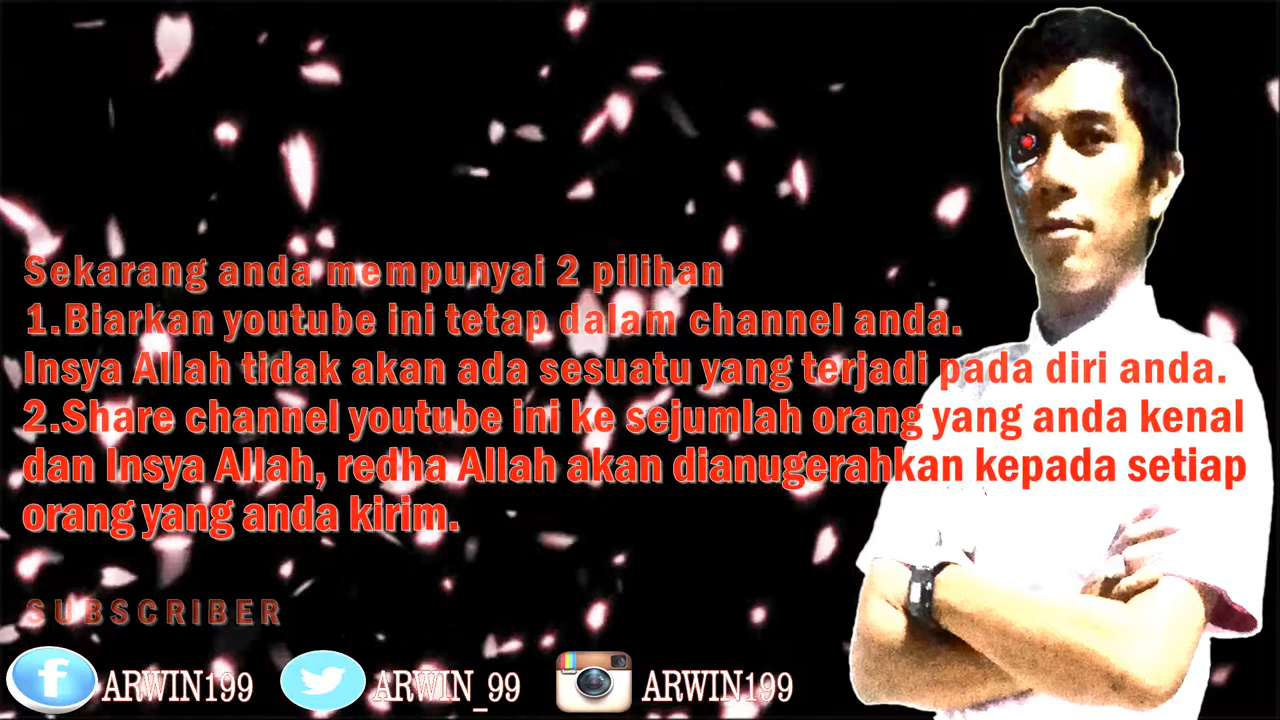 Sekarang anda mempunyai 2 pilihan
1.Biarkan youtube ini tetap dalam channel anda.
Insya Allah tidak akan ada sesuatu yang terjadi pada diri anda.
2.Share channel youtube ini ke sejumlah orang yang anda kenal
dan Insya Allah, redha Allah akan dianugerahkan kepada setiap
orang yang anda kirim.
SUBSCRIBER
f ARWIN199 ARWIN_99 ARWIN199